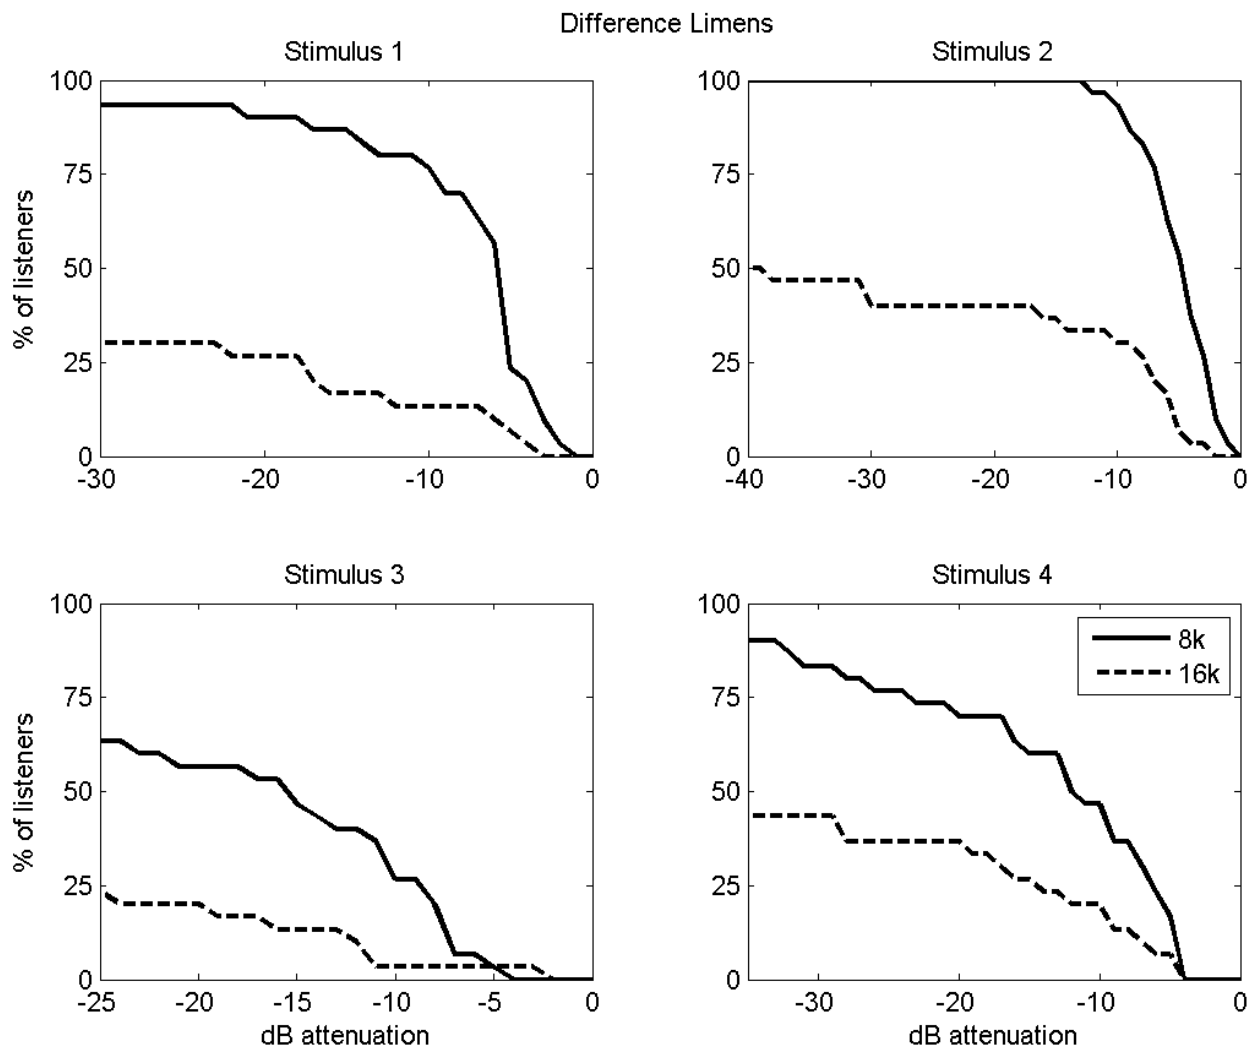 Difference Limens
Stimulus 1
Stimulus 2
100
75
50
25
0
% of listeners
-30 -20 -10 0
100
75
50
25
0
-40 -30 -20 -10 0
Stimulus 3
Stimulus 4
100
75
50
25
0
% of listeners
-25 -20 -15 -10 -5 0
dB attenuation
100
75
50
25
0
8k
16k
-30 -20 -10 0
dB attenuation